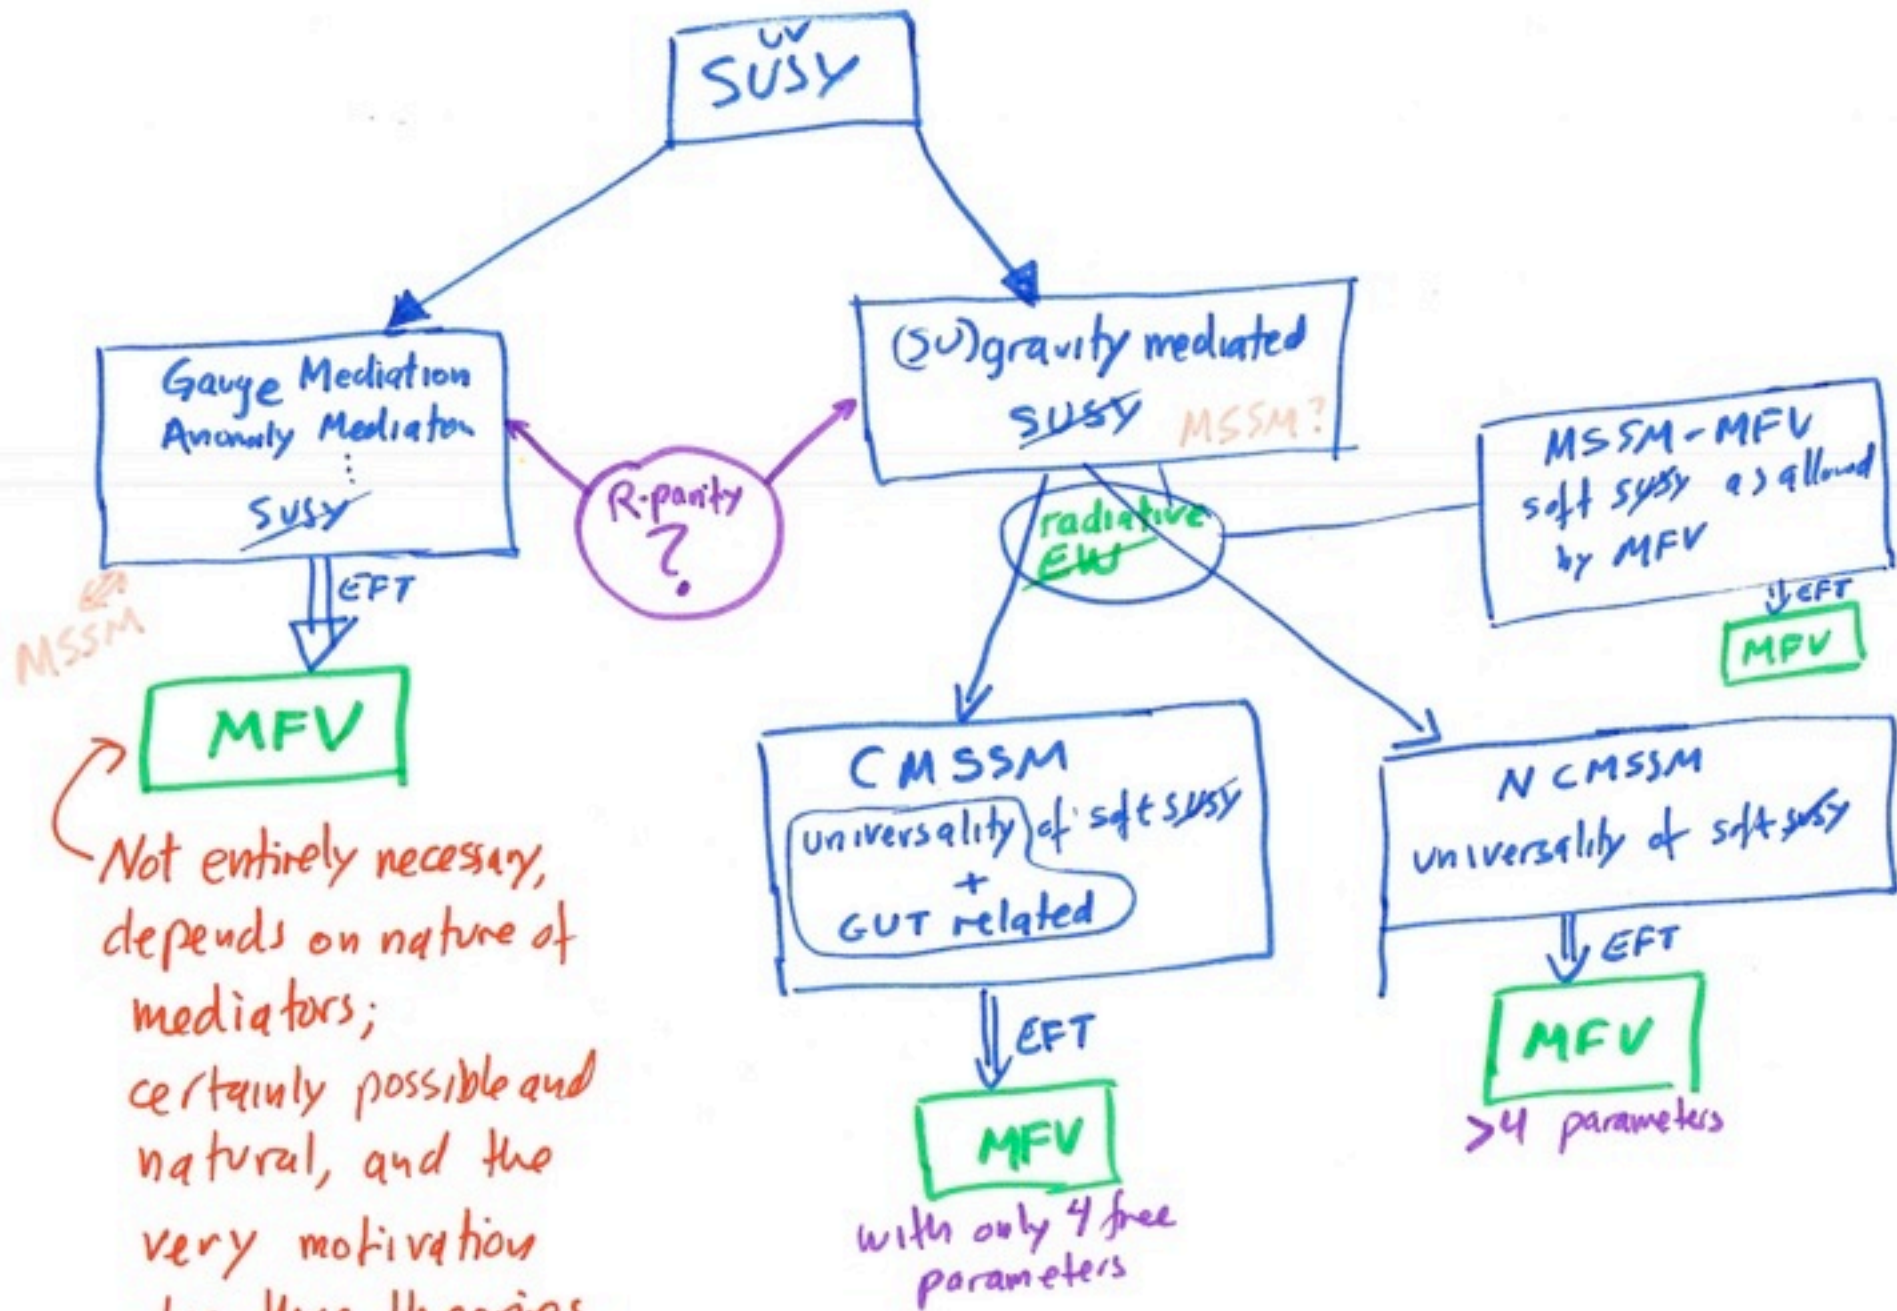 UV
SUSY
Gauge Mediation
Anomaly Mediation
SUSY
EFT
MSSM
MFV
Not entirely necessary,
depends on nature of
mediators;
certainly possible and
natural, and the
very motivation
R-parity
?
(SU)gravity mediated
SUSY MSSM?
radiative
EW
MSSM-MFV
soft SUSY as allowed
by MFV
EFT
MFV
CMSSM
universality of soft SUSY
+
GUT related
EFT
MFV
with only 4 free
parameters
NCMSSM
universality of soft SUSY
EFT
MFV
>4 parameters